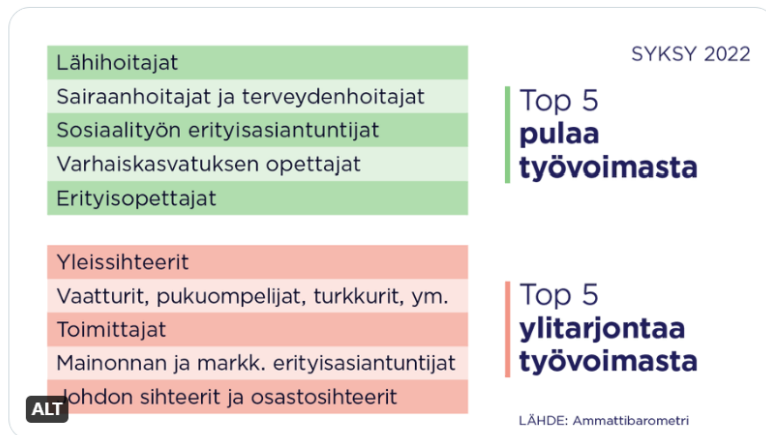 SYKSY 2022
Lähihoitajat
Sairaanhoitajat ja terveydenhoitajat
Sosiaalityön erityisasiantuntijat
Varhaiskasvatuksen opettajat
Erityisopettajat
Top 5
pulaa
työvoimasta
Yleissihteerit
Vaatturit, pukuompelijat, turkkurit, ym.
Toimittajat
Mainonnan ja markk. erityisasiantuntijat
Johdon sihteerit ja osastosihteerit
Top 5
ylitarjontaa
työvoimasta
ALT
LÄHDE: Ammattibarometri